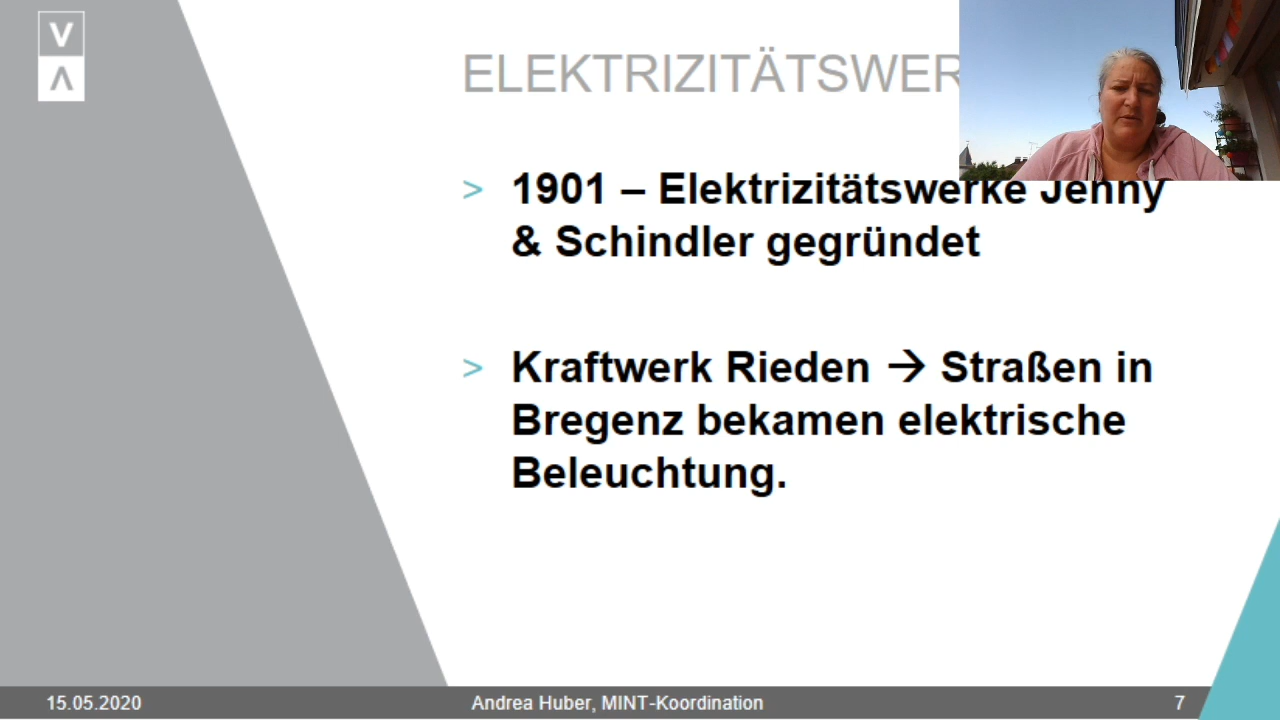 V
Λ
ELEKTRIZITÄTSWER
> 1901 – Elektrizitätswerke Jenny
& Schindler gegründet
> Kraftwerk Rieden → Straßen in
Bregenz bekamen elektrische
Beleuchtung.
15.05.2020 Andrea Huber, MINT-Koordination 7